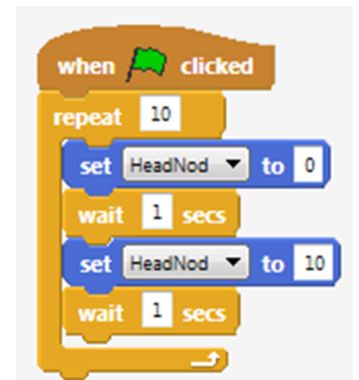 when clicked
repeat 10
set HeadNod to 0
wait 1 secs
set HeadNod to 10
wait 1 secs